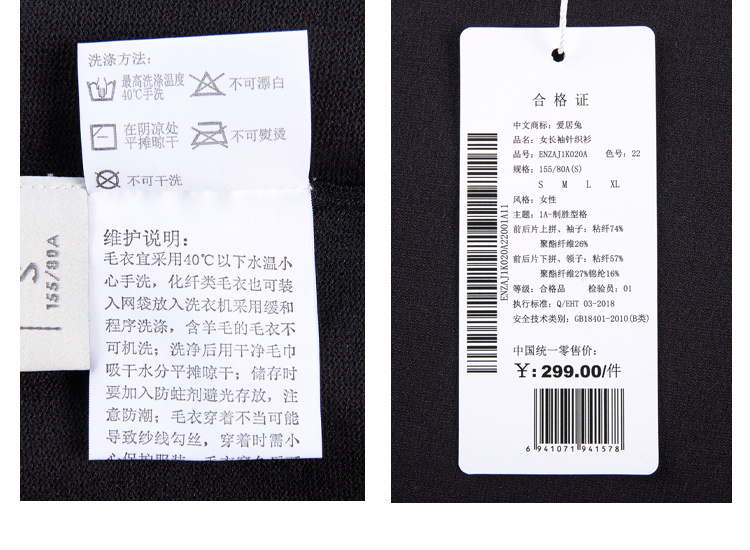 洗涤方法:
最高洗涤温度
40℃手洗
不可漂白
在阴凉处
平摊晾干
不可熨烫
不可干洗
S
155/80A
维护说明:
毛衣宜采用40℃以下水温小
心手洗，化纤类毛衣也可装
入网袋放入洗衣机采用缓和
程序洗涤，含羊毛的毛衣不
可机洗；洗净后用干净毛巾
吸干水分平摊晾干；储存时
要加入防蛀剂避光存放，注
意防潮；毛衣穿着不当可能
导致纱线勾丝，穿着时需小
合格证
中文商标: 爱居兔
品名: 女长袖针织衫
品号: ENZAJ1K020A 色号: 22
规格: 155/80A(S)
S M L XL
风格: 女性
主题: 1A-制胜型格
前后片上拼、袖子: 粘纤74%
聚酯纤维26%
前后片下拼、领子: 粘纤57%
聚酯纤维27%锦纶16%
等级: 合格品 检验员: 01
执行标准: Q/EHT 03-2018
安全技术类别: GB18401-2010(B类)
中国统一零售价:
¥: 299.00/件
6 941071 941578
ENZAJ1K020A22001A11